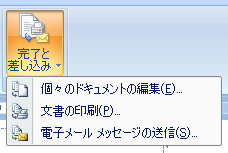 完了と
差し込み
個々のドキュメントの編集(E)...
文書の印刷(P)...
電子メール メッセージの送信(S)...